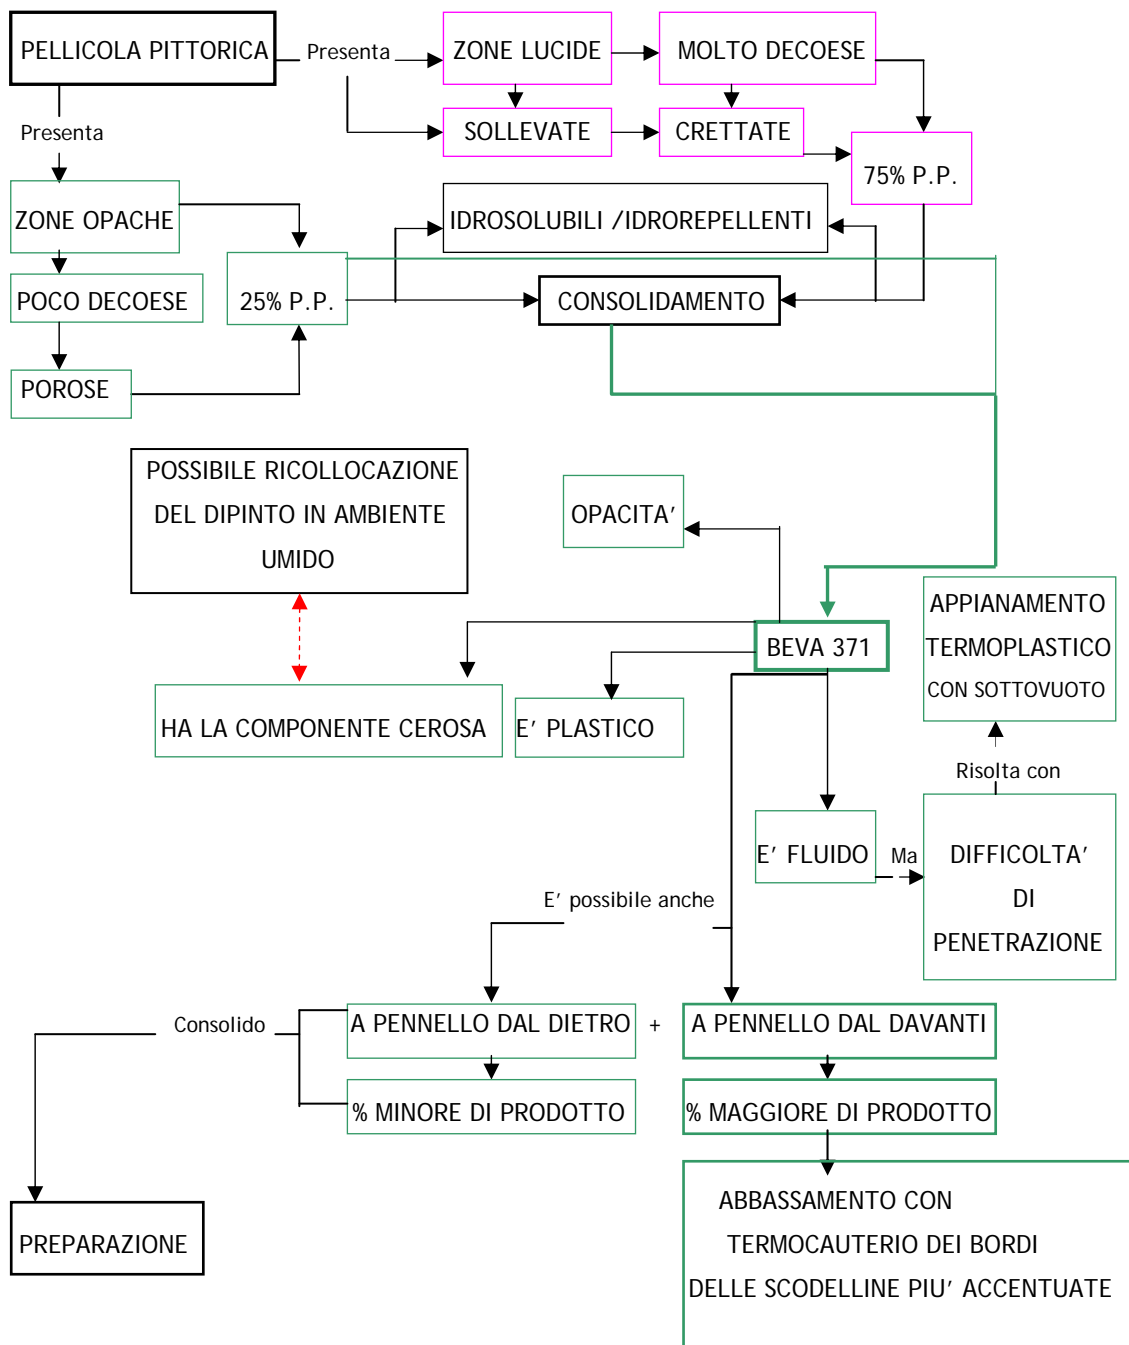 PELLICOLA PITTORICA
Presenta
ZONE LUCIDE
MOLTO DECOESE
Presenta
SOLLEVATE
CRETTATE
75% P.P.
ZONE OPACHE
IDROSOLUBILI /IDROREPELLENTI
POCO DECOESE
25% P.P.
CONSOLIDAMENTO
POROSE
POSSIBILE RICOLLOCAZIONE
DEL DIPINTO IN AMBIENTE
UMIDO
OPACITA'
APPIANAMENTO
TERMOPLASTICO
CON SOTTOVUOTO
BEVA 371
HA LA COMPONENTE CEROSA
E' PLASTICO
Risolta con
E' FLUIDO
Ma
DIFFICOLTA'
DI
PENETRAZIONE
E' possibile anche
Consolido
A PENNELLO DAL DIETRO
+
A PENNELLO DAL DAVANTI
% MINORE DI PRODOTTO
% MAGGIORE DI PRODOTTO
PREPARAZIONE
ABBASSAMENTO CON
TERMOCAUTERIO DEI BORDI
DELLE SCODELLINE PIU' ACCENTUATE